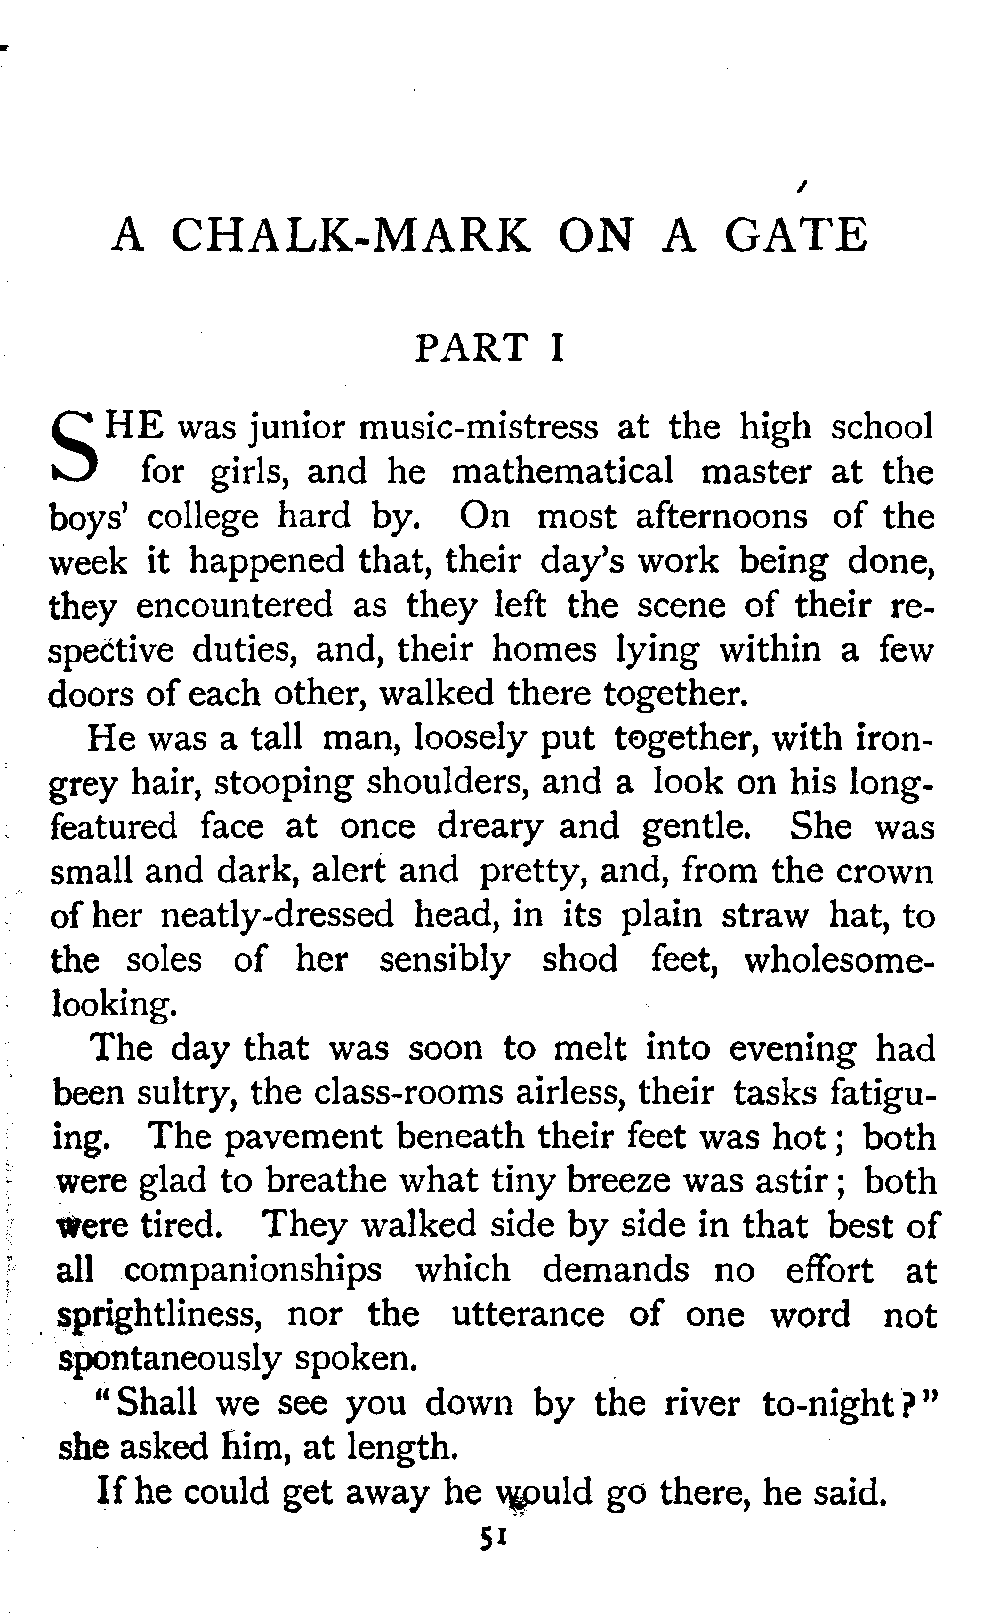 A CHALK-MARK ON A GATE
PART I
SHE was junior music-mistress at the high school
for girls, and he mathematical master at the
boys' college hard by. On most afternoons of the
week it happened that, their day's work being done,
they encountered as they left the scene of their re-
spective duties, and, their homes lying within a few
doors of each other, walked there together.
He was a tall man, loosely put together, with iron-
grey hair, stooping shoulders, and a look on his long-
featured face at once dreary and gentle. She was
small and dark, alert and pretty, and, from the crown
of her neatly-dressed head, in its plain straw hat, to
the soles of her sensibly shod feet, wholesome-
looking.
The day that was soon to melt into evening had
been sultry, the class-rooms airless, their tasks fatigu-
ing. The pavement beneath their feet was hot; both
were glad to breathe what tiny breeze was astir; both
were tired. They walked side by side in that best of
all companionships which demands no effort at
sprightliness, nor the utterance of one word not
spontaneously spoken.
"Shall we see you down by the river to-night?"
she asked him, at length.
If he could get away he would go there, he said.
51